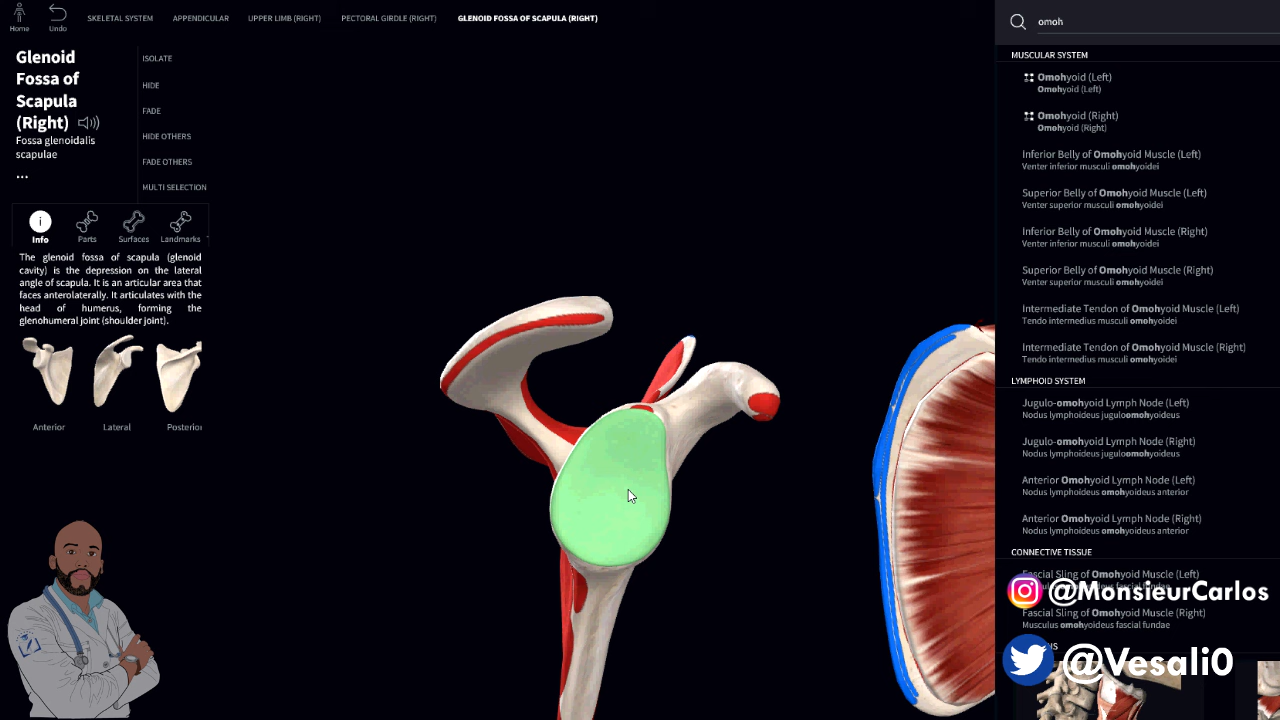 Home
Undo
SKELETAL SYSTEM
APPENDICULAR
UPPER LIMB (RIGHT)
PECTORAL GIRDLE (RIGHT)
GLENOID FOSSA OF SCAPULA (RIGHT)
Glenoid
Fossa of
Scapula
(Right)
Fossa glenoidalis
scapulae
...
ISOLATE
HIDE
FADE
HIDE OTHERS
FADE OTHERS
MULTI SELECTION
Info
Parts
Surfaces
Landmarks
The glenoid fossa of scapula (glenoid
cavity) is the depression on the lateral
angle of scapula. It is an articular area that
faces anterolaterally. It articulates with the
head of humerus, forming the
glenohumeral joint (shoulder joint).
Anterior
Lateral
Posterior
omoh
MUSCULAR SYSTEM
Omohyoid (Left)
Omohyoid (Left)
Omohyoid (Right)
Omohyoid (Right)
Inferior Belly of Omohyoid Muscle (Left)
Venter inferior musculi omohyoidei
Superior Belly of Omohyoid Muscle (Left)
Venter superior musculi omohyoidei
Inferior Belly of Omohyoid Muscle (Right)
Venter inferior musculi omohyoidei
Superior Belly of Omohyoid Muscle (Right)
Venter superior musculi omohyoidei
Intermediate Tendon of Omohyoid Muscle (Left)
Tendo intermedius musculi omohyoidei
Intermediate Tendon of Omohyoid Muscle (Right)
Tendo intermedius musculi omohyoidei
LYMPHOID SYSTEM
Jugulo-omohyoid Lymph Node (Left)
Nodus lymphoideus juguloomohyoideus
Jugulo-omohyoid Lymph Node (Right)
Nodus lymphoideus juguloomohyoideus
Anterior Omohyoid Lymph Node (Left)
Nodus lymphoideus omohyoideus anterior
Anterior Omohyoid Lymph Node (Right)
Nodus lymphoideus omohyoideus anterior
CONNECTIVE TISSUE
Fascial Sling of Omohyoid Muscle (Left)
@MonsieurCarlos
Fascial Sling of Omohyoid Muscle (Right)
Musculus omohyoideus fascial fundae
@Vesali0